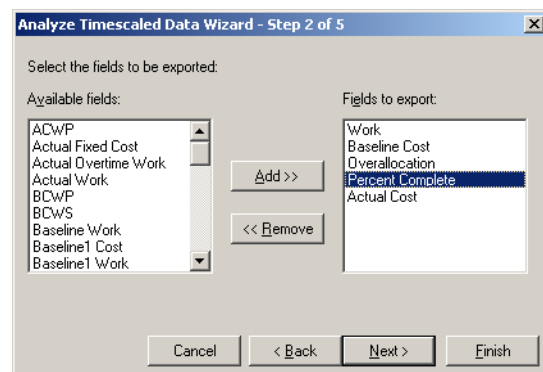 Analyze Timescaled Data Wizard - Step 2 of 5
Select the fields to be exported:
Available fields:
Fields to export:
ACWP
Actual Fixed Cost
Actual Overtime Work
Actual Work
BCWP
BCWS
Baseline Work
Baseline1 Cost
Baseline1 Work
Add >>
<< Remove
Work
Baseline Cost
Overallocation
Percent Complete
Actual Cost
Cancel
< Back
Next >
Finish